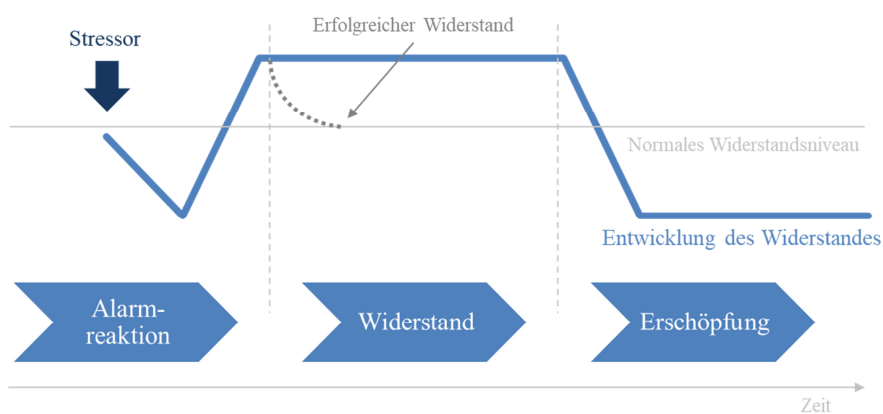 Erfolgreicher Widerstand
Stressor
Normales Widerstandsniveau
Entwicklung des Widerstandes
Alarm-
reaktion
Widerstand
Erschöpfung
Zeit